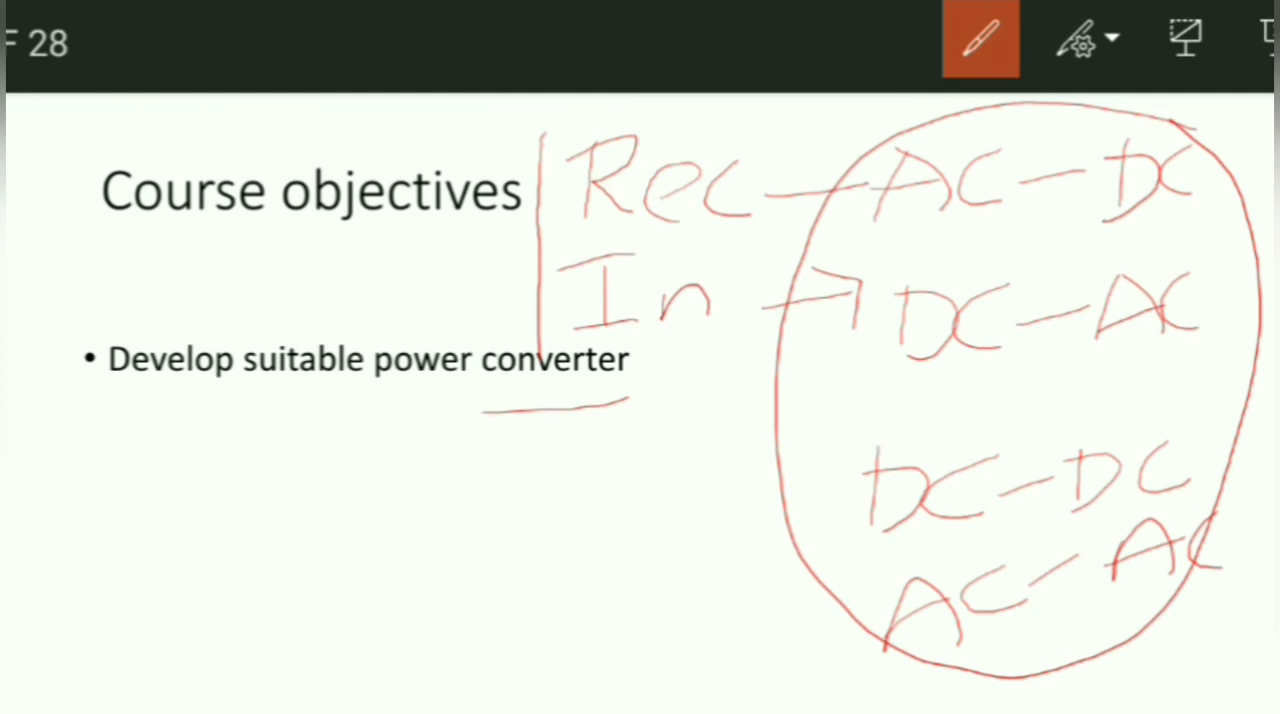 F 28
Course objectives
Rec - AC - DC
In → DC - AC
• Develop suitable power converter
DC - DC
AC - AC